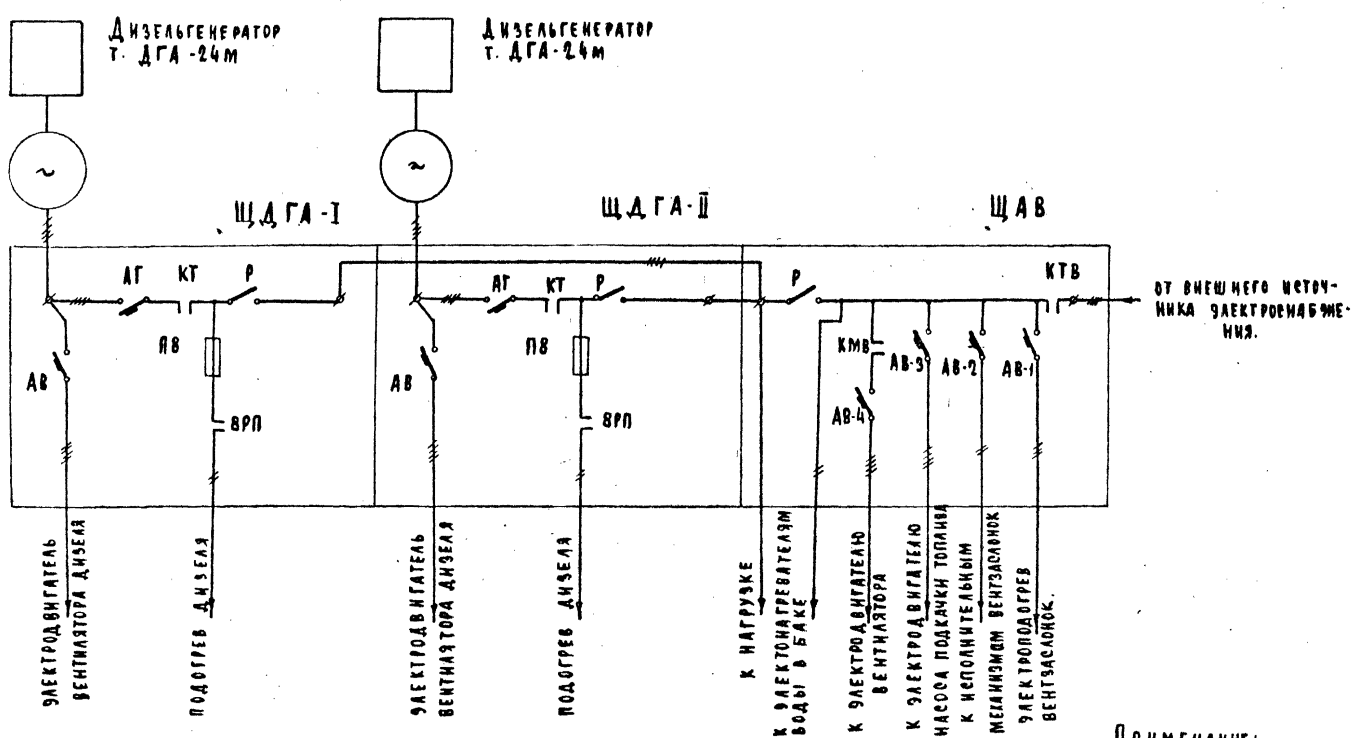 Дизельгенератор
т. ДГА-24м
Дизельгенератор
т. ДГА-24м
ЩДГА-I
ЩДГА-II
ЩАВ
~
~
АГ
КТ
Р
АГ
КТ
Р
Р
КТВ
от внешнего источ-
ника электроснабже-
ния.
АВ
ПВ
ВРП
АВ
ПВ
ВРП
КМВ
АВ-4
АВ-3
АВ-2
АВ-1
электродвигатель
вентилятора дизеля
подогрев дизеля
электродвигатель
вентилятора дизеля
подогрев дизеля
к нагрузке
к электонагревателям
воды в баке
к электродвигателю
вентилятора
к электродвигателю
насоса подкачки топлива
к исполнительным
механизмам вентзаслонок
электроподогрев
вентзаслонок.